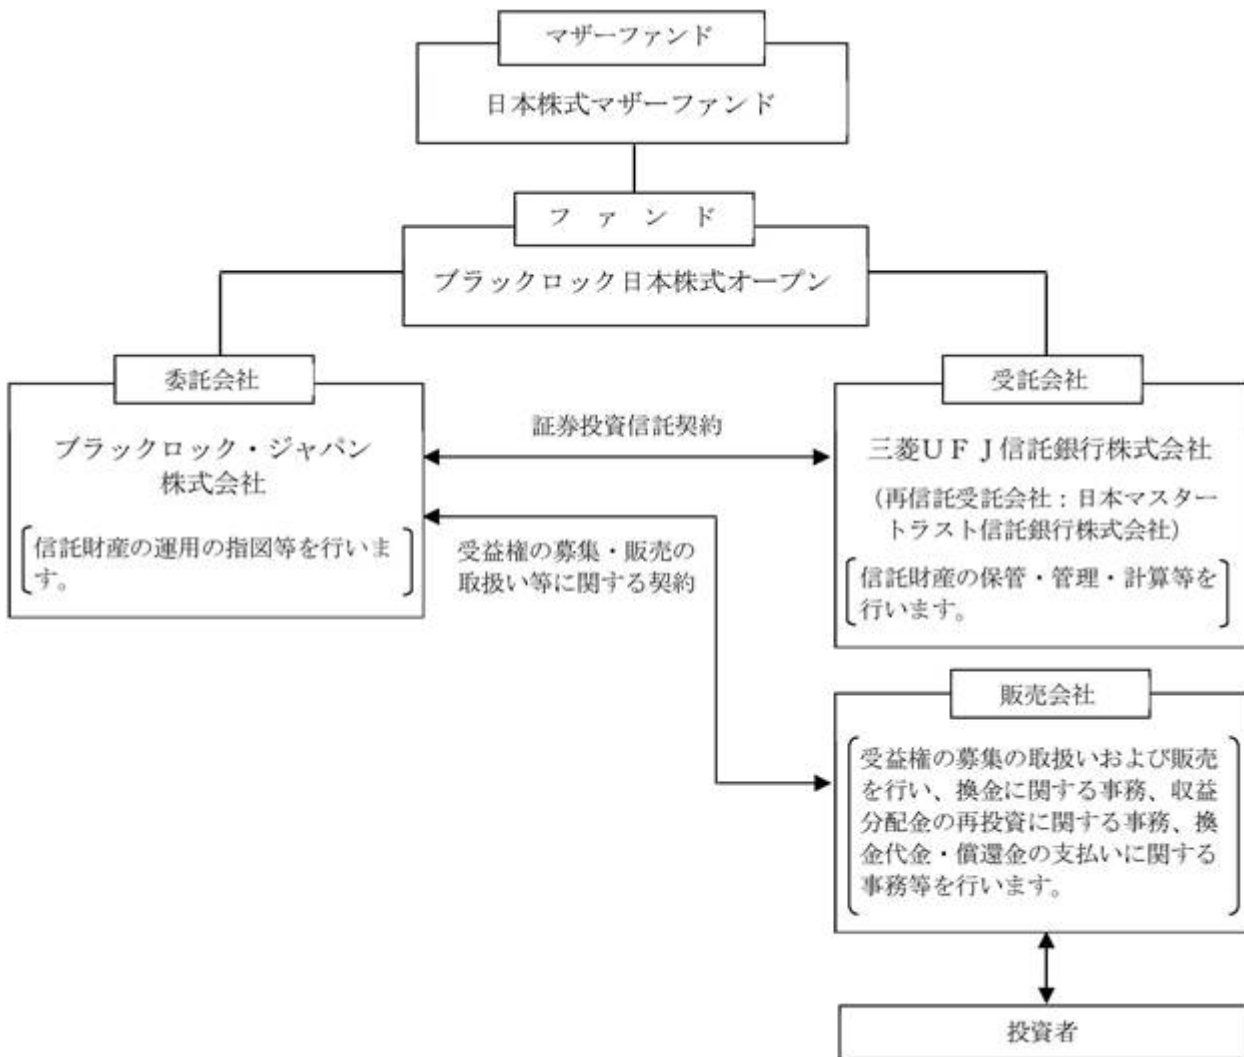 マザーファンド
日本株式マザーファンド
ファンド
ブラックロック日本株式オープン
委託会社
ブラックロック・ジャパン
株式会社
信託財産の運用の指図等を行いま
す。
証券投資信託契約
受益権の募集・販売の
取扱い等に関する契約
受託会社
三菱UFJ信託銀行株式会社
（再信託受託会社：日本マスター
トラスト信託銀行株式会社）
信託財産の保管・管理・計算等を
行います。
販売会社
受益権の募集の取扱いおよび販売
を行い、換金に関する事務、収益
分配金の再投資に関する事務、換
金代金・償還金の支払いに関する
事務等を行います。
投資者